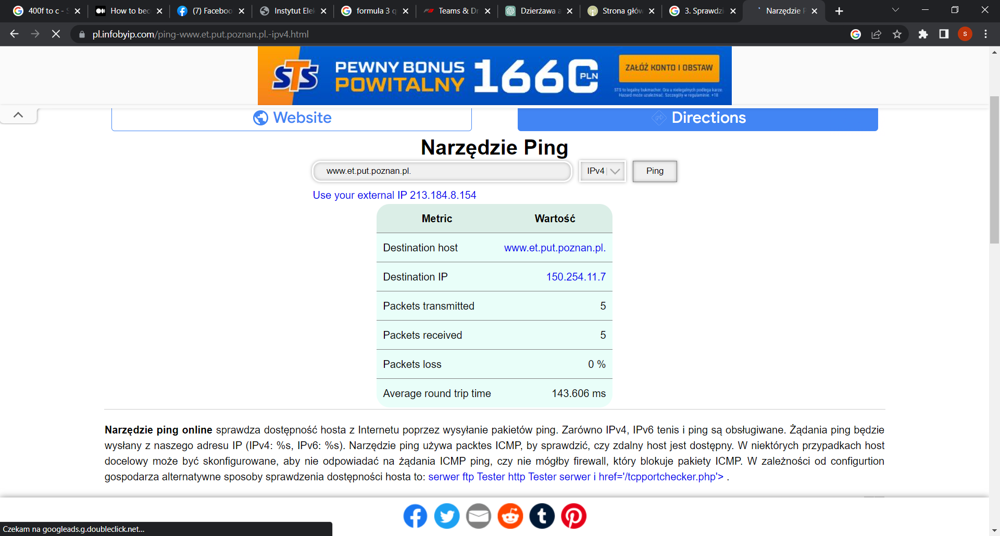 400f to c - S
How to bec
(7) Faceboo
Instytut Elek
formula 3 q
Teams & Dr
Dzierżawa a
Strona głów
3. Sprawdzi
Narzędzie P
pl.infobyip.com/ping-www.et.put.poznan.pl.-ipv4.html
s
STS
PEWNY BONUS
POWITALNY
166
PLN
ZAŁÓŻ KONTO I OBSTAW
STS to legalny bukmacher. Gra u nielegalnych podlega karze.
Hazard może uzależniać. Szczegóły w regulaminie. +18
Website
Directions
Narzędzie Ping
www.et.put.poznan.pl.
IPv4
Ping
Use your external IP 213.184.8.154
Metric Wartość
Destination host www.et.put.poznan.pl.
Destination IP 150.254.11.7
Packets transmitted 5
Packets received 5
Packets loss 0 %
Average round trip time 143.606 ms
Narzędzie ping online sprawdza dostępność hosta z Internetu poprzez wysyłanie pakietów ping. Zarówno IPv4, IPv6 tenis i ping są obsługiwane. Żądania ping będzie
wysłany z naszego adresu IP (IPv4: %s, IPv6: %s). Narzędzie ping używa packtes ICMP, by sprawdzić, czy zdalny host jest dostępny. W niektórych przypadkach host
docelowy może być skonfigurowane, aby nie odpowiadać na żądania ICMP ping, czy nie mógłby firewall, który blokuje pakiety ICMP. W zależności od configurtion
gospodarza alternatywne sposoby sprawdzenia dostępności hosta to: serwer ftp Tester http Tester serwer i href='/tcpportchecker.php'> .
Czekam na googleads.g.doubleclick.net...